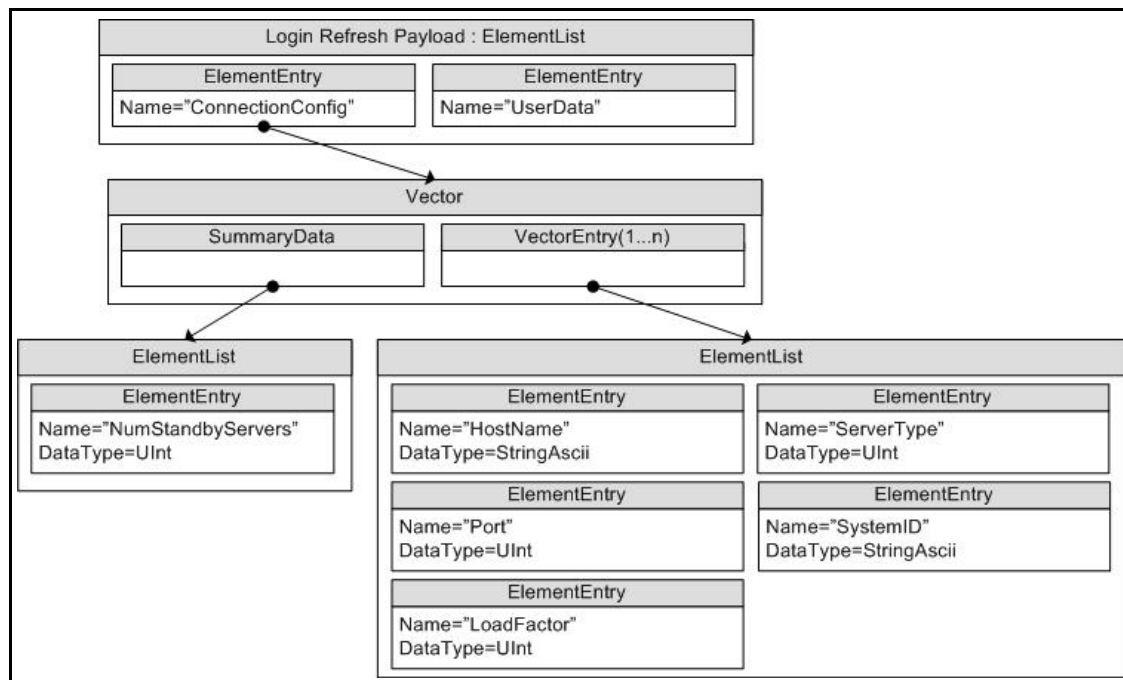 Login Refresh Payload : ElementList
ElementEntry
Name=”ConnectionConfig”
ElementEntry
Name=”UserData”
Vector
SummaryData
VectorEntry(1...n)
ElementList
ElementEntry
Name=”NumStandbyServers”
DataType=UInt
ElementList
ElementEntry
Name=”HostName”
DataType=StringAscii
ElementEntry
Name=”ServerType”
DataType=UInt
ElementEntry
Name=”Port”
DataType=UInt
ElementEntry
Name=”SystemID”
DataType=StringAscii
ElementEntry
Name=”LoadFactor”
DataType=UInt